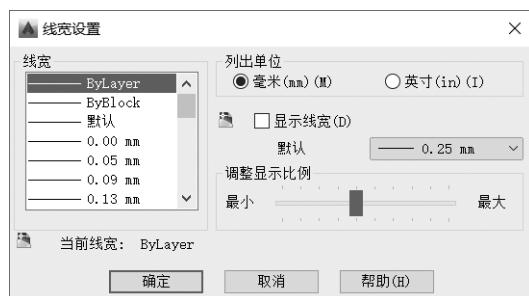 线宽设置
线宽
ByLayer
ByBlock
默认
0.00 mm
0.05 mm
0.09 mm
0.13 mm
列出单位
毫米(mm)(M)
英寸(in)(I)
显示线宽(D)
默认
0.25 mm
调整显示比例
最小
最大
当前线宽: ByLayer
确定
取消
帮助(H)